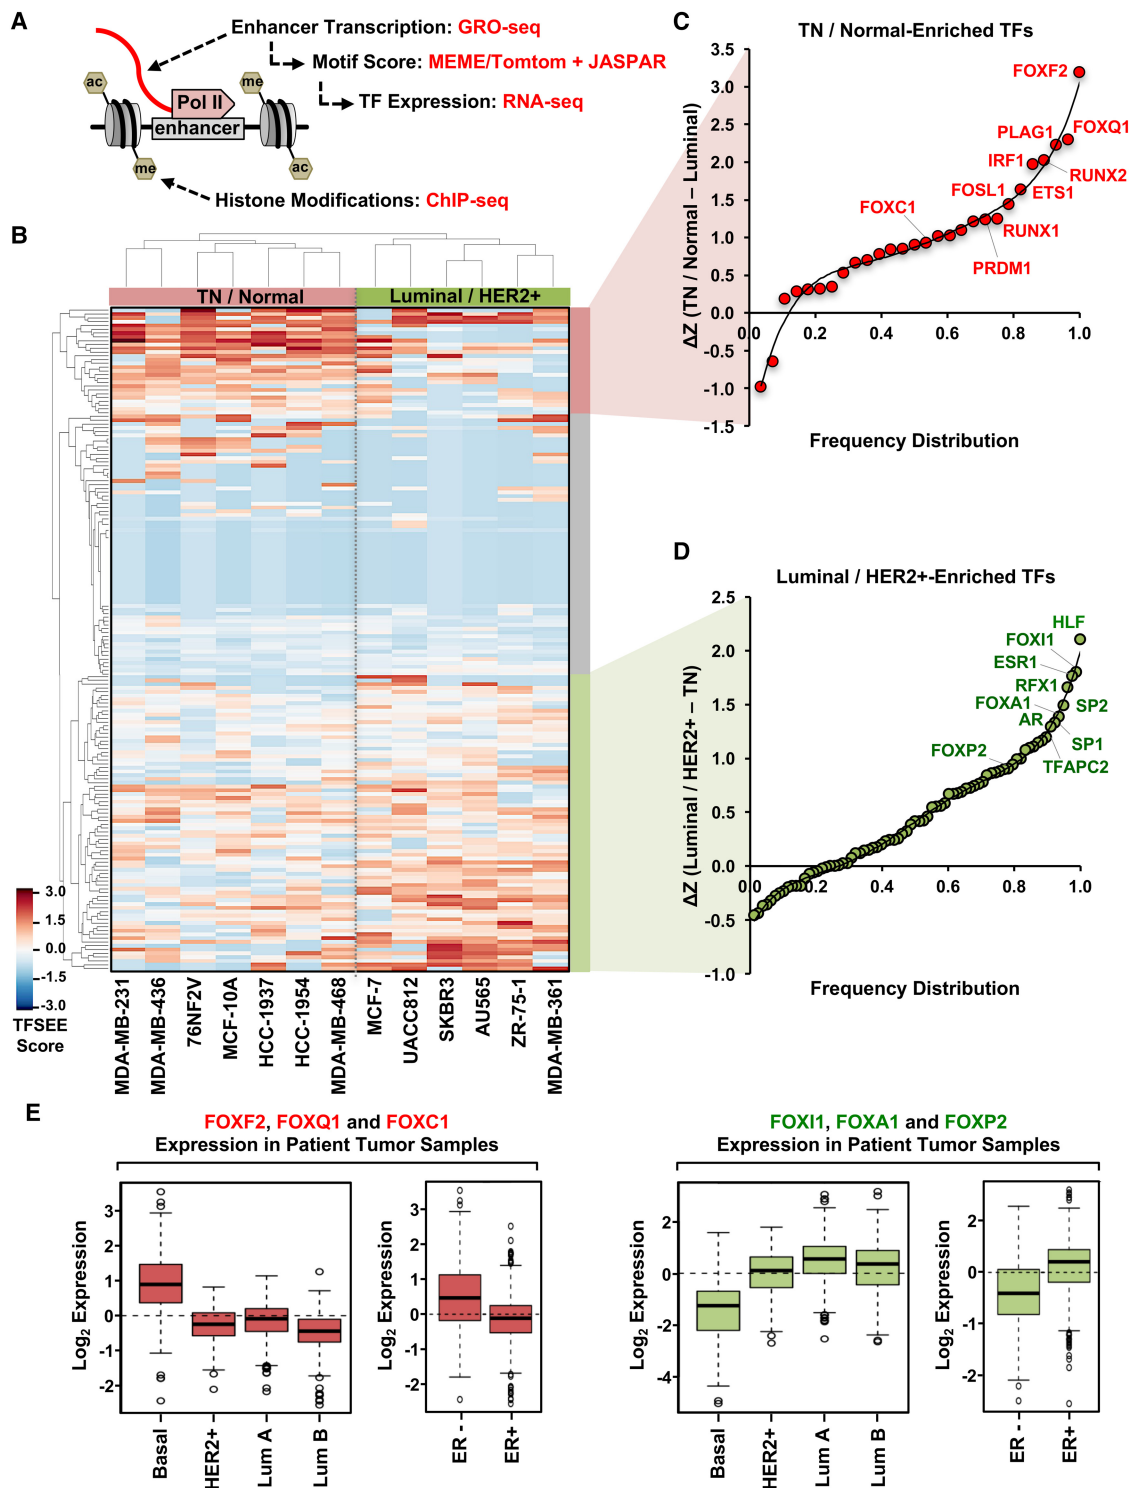 A
Enhancer Transcription: GRO-seq
Motif Score: MEME/Tomtom + JASPAR
TF Expression: RNA-seq
ac
me
Pol II
enhancer
me
ac
Histone Modifications: ChIP-seq
B
TN / Normal
Luminal / HER2+
3.0
1.5
0.0
-1.5
-3.0
TFSEE
Score
MDA-MB-231
MDA-MB-436
76NF2V
MCF-10A
HCC-1937
HCC-1954
MDA-MB-468
MCF-7
UACC812
SKBR3
AU565
ZR-75-1
MDA-MB-361
C
TN / Normal-Enriched TFs
ΔZ (TN / Normal – Luminal)
3.5
3.0
2.5
2.0
1.5
1.0
0.5
0.0
-0.5
-1.0
-1.5
0.0
0.2
0.4
0.6
0.8
1.0
FOXF2
PLAG1
FOXQ1
IRF1
RUNX2
FOSL1
ETS1
FOXC1
RUNX1
PRDM1
Frequency Distribution
D
Luminal / HER2+-Enriched TFs
ΔZ (Luminal / HER2+ – TN)
2.5
2.0
1.5
1.0
0.5
0.0
-0.5
-1.0
0.0
0.2
0.4
0.6
0.8
1.0
HLF
FOXI1
ESR1
RFX1
FOXA1
SP2
AR
SP1
FOXP2
TFAPC2
Frequency Distribution
E
FOXF2, FOXQ1 and FOXC1
Expression in Patient Tumor Samples
Log2 Expression
3
2
1
0
-1
-2
Basal
HER2+
Lum A
Lum B
Log2 Expression
3
2
1
0
-1
-2
ER -
ER+
FOXI1, FOXA1 and FOXP2
Expression in Patient Tumor Samples
Log2 Expression
2
0
-2
-4
Basal
HER2+
Lum A
Lum B
Log2 Expression
2
0
-1
-2
ER -
ER+